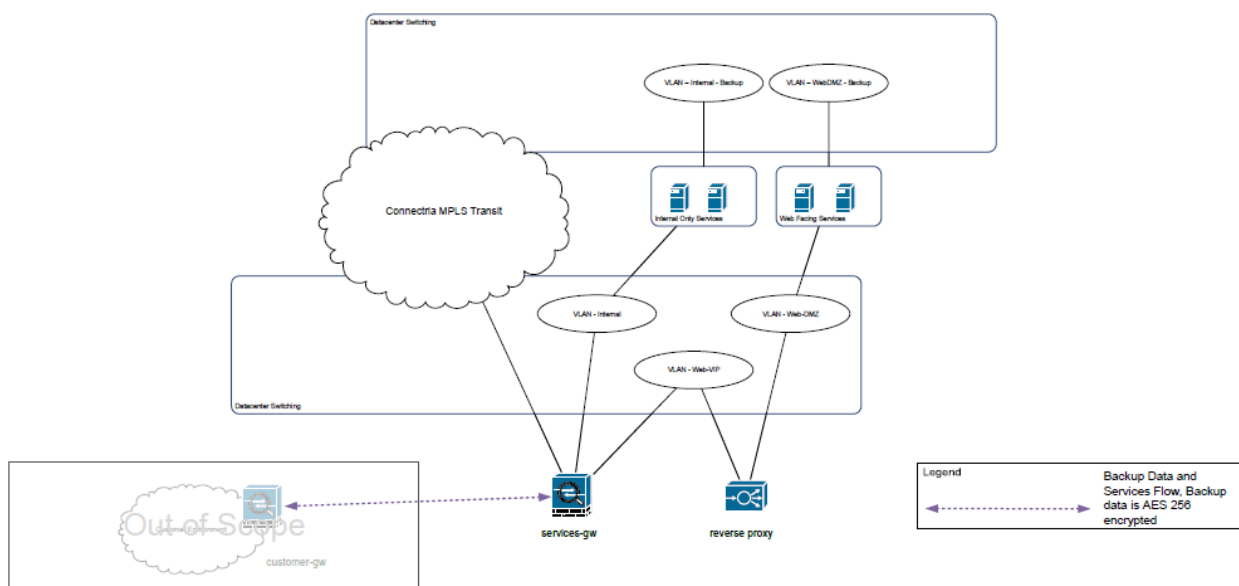 Datacenter Switching
VLAN – Internal - Backup
VLAN – WebDMZ - Backup
Connectria MPLS Transit
Internal Only Services
Web Facing Services
VLAN - Internal
VLAN - Web-DMZ
VLAN - Web-VIP
Datacenter Switching
Out of Scope
Customer Environment
customer-gw
services-gw
reverse proxy
Legend
Backup Data and
Services Flow, Backup
data is AES 256
encrypted